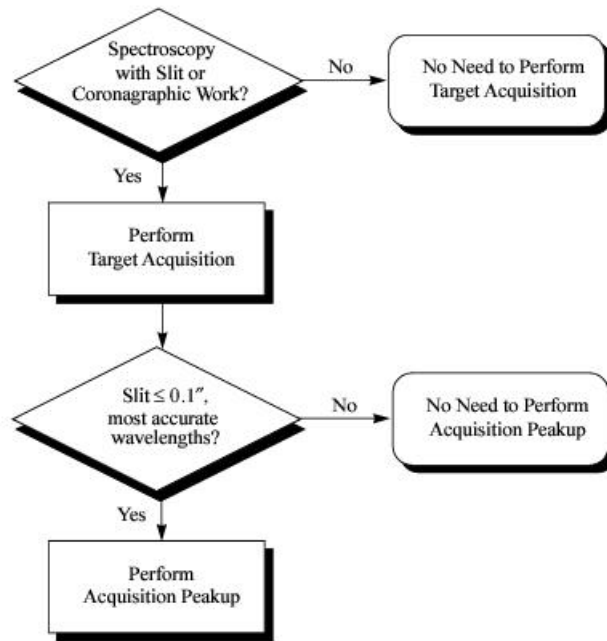 Spectroscopy
with Slit or
Coronagraphic Work?
No
No Need to Perform
Target Acquisition
Yes
Perform
Target Acquisition
Slit ≤ 0.1″,
most accurate
wavelengths?
No
No Need to Perform
Acquisition Peakup
Yes
Perform
Acquisition Peakup